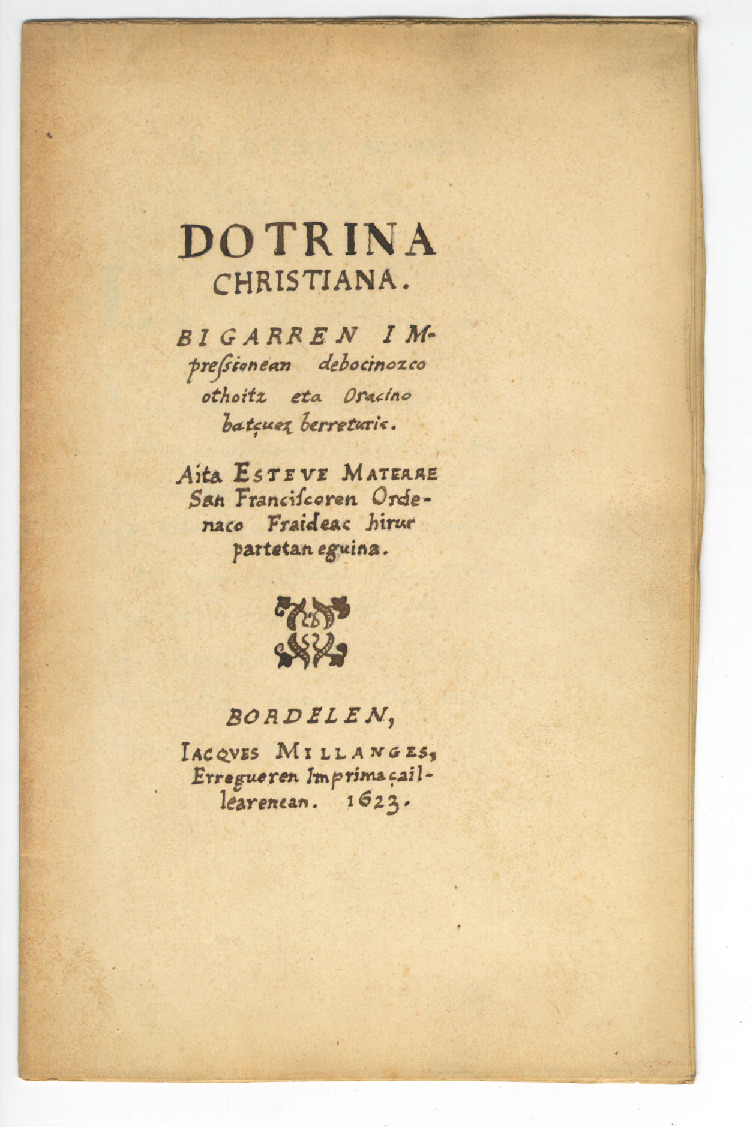 DOTRINA
CHRISTIANA.
BIGARREN IM-
preſsionean debocinozco
othoitz eta Oracino
batçuez berreturic.
Aita ESTEVE MATERRE
San Franciſcoren Orde-
naco Fraideac hirur
partetan eguina.
BORDELEN,
IACQVES MILLANGES,
Erregueren Imprimaçail-
learenean. 1623.